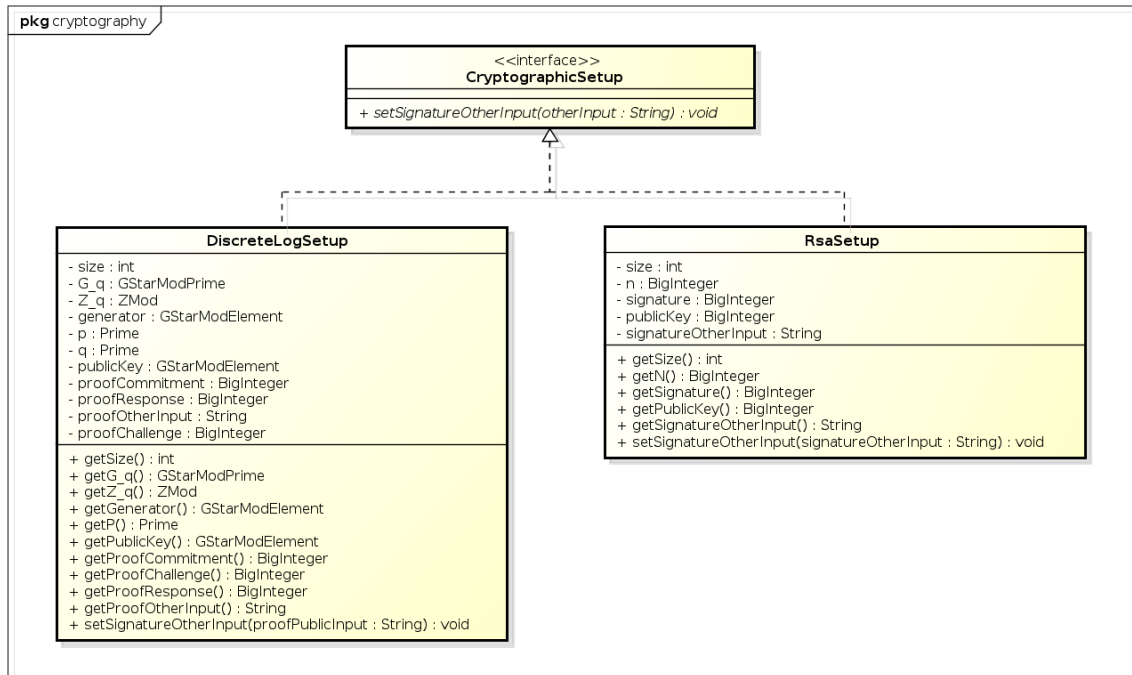 pkg cryptography
<<interface>>
CryptographicSetup
+ setSignatureOtherInput(otherInput : String) : void
DiscreteLogSetup
- size : int
- G_q : GStarModPrime
- Z_q : ZMod
- generator : GStarModElement
- p : Prime
- q : Prime
- publicKey : GStarModElement
- proofCommitment : BigInteger
- proofResponse : BigInteger
- proofOtherInput : String
- proofChallenge : BigInteger
+ getSize() : int
+ getG_q() : GStarModPrime
+ getZ_q() : ZMod
+ getGenerator() : GStarModElement
+ getP() : Prime
+ getPublicKey() : GStarModElement
+ getProofCommitment() : BigInteger
+ getProofChallenge() : BigInteger
+ getProofResponse() : BigInteger
+ getProofOtherInput() : String
+ setSignatureOtherInput(proofPublicInput : String) : void
RsaSetup
- size : int
- n : BigInteger
- signature : BigInteger
- publicKey : BigInteger
- signatureOtherInput : String
+ getSize() : int
+ getN() : BigInteger
+ getSignature() : BigInteger
+ getPublicKey() : BigInteger
+ getSignatureOtherInput() : String
+ setSignatureOtherInput(signatureOtherInput : String) : void